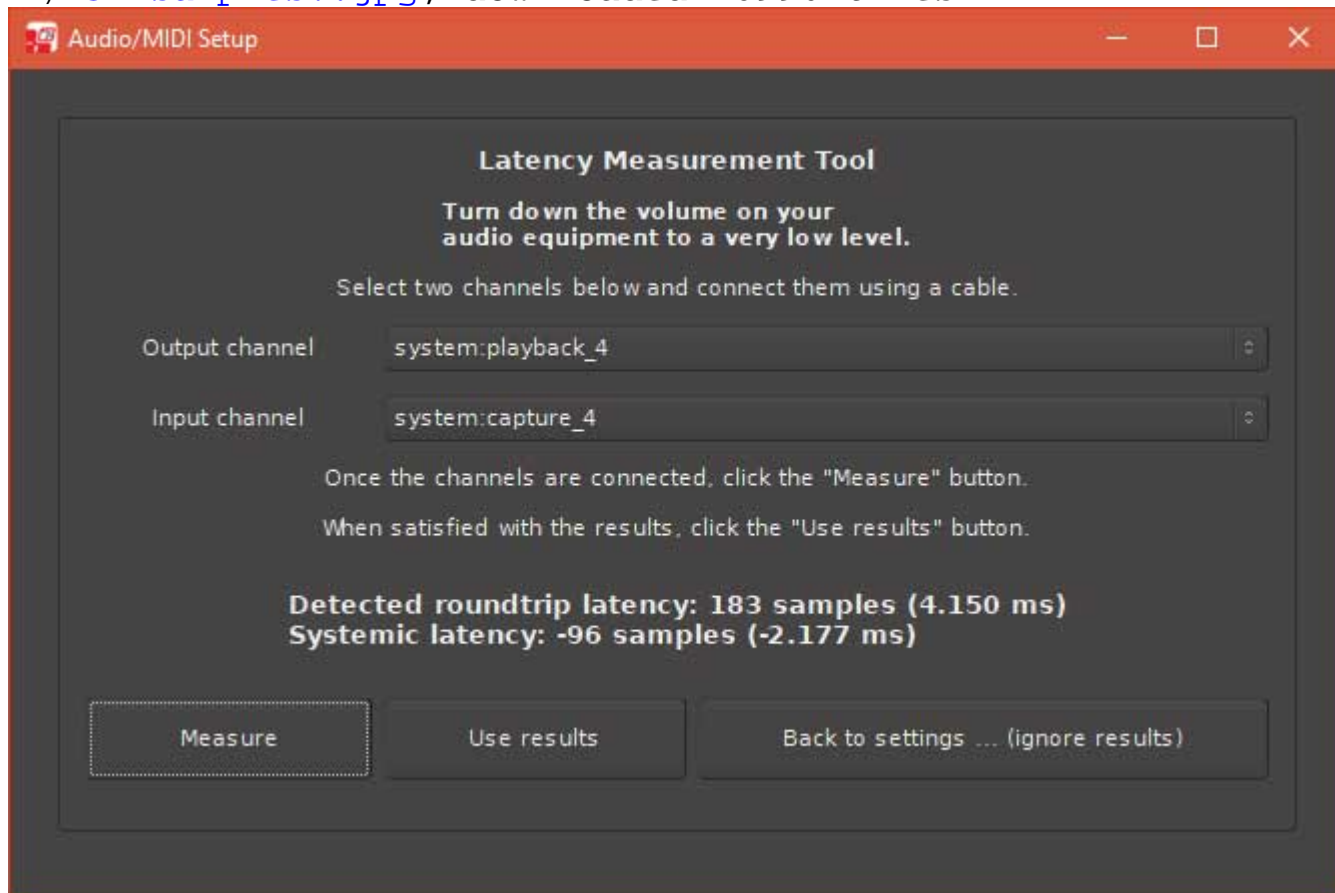 Audio/MIDI Setup
Latency Measurement Tool
Turn down the volume on your
audio equipment to a very low level.
Select two channels below and connect them using a cable.
Output channel system:playback_4
Input channel system:capture_4
Once the channels are connected, click the "Measure" button.
When satisfied with the results, click the "Use results" button.
Detected roundtrip latency: 183 samples (4.150 ms)
Systemic latency: -96 samples (-2.177 ms)
Measure Use results Back to settings ... (ignore results)